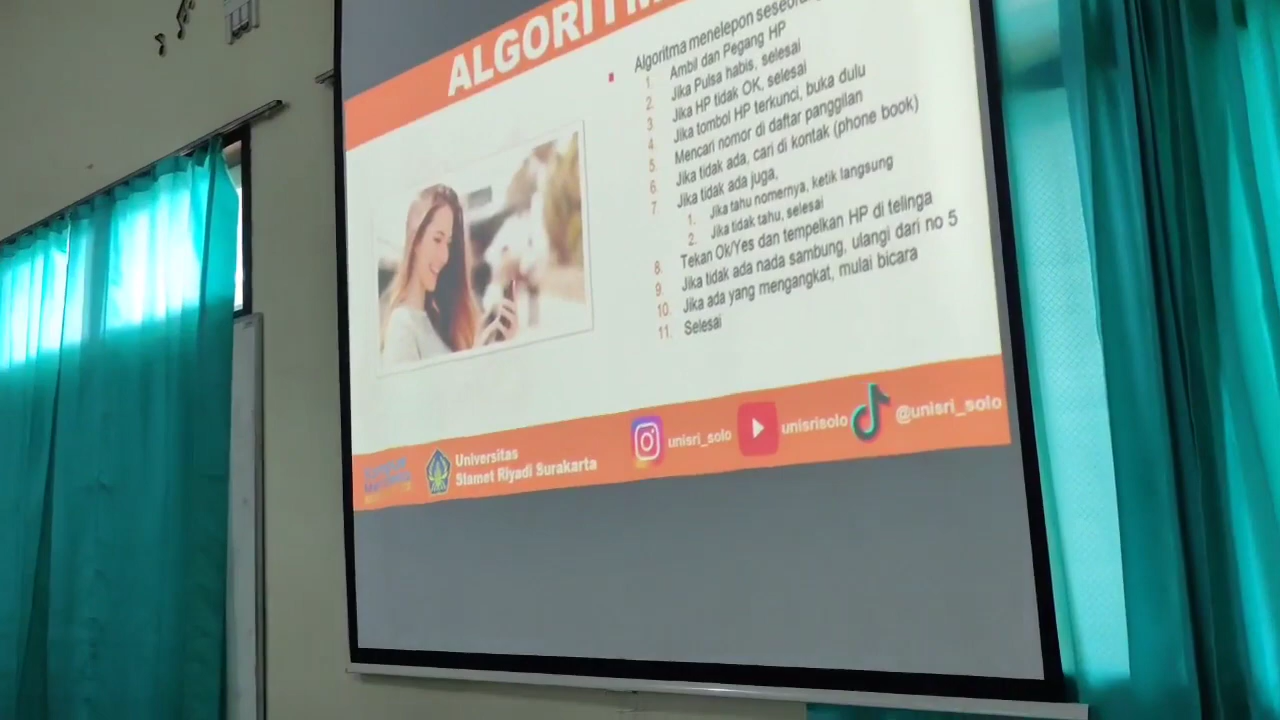 ALGORITM
Algoritma menelepon seseorang
1. Ambil dan Pegang HP
2. Jika Pulsa habis, selesai
3. Jika HP tidak OK, selesai
4. Jika tombol HP terkunci, buka dulu
5. Mencari nomor di daftar panggilan
6. Jika tidak ada, cari di kontak (phone book)
7. Jika tidak ada juga,
1. Jika tahu nomernya, ketik langsung
2. Jika tidak tahu, selesai
8. Tekan Ok/Yes dan tempelkan HP di telinga
9. Jika tidak ada nada sambung, ulangi dari no 5
10. Jika ada yang mengangkat, mulai bicara
11. Selesai
Universitas
Slamet Riyadi Surakarta
unisri_solo
unisrisolo
@unisri_solo